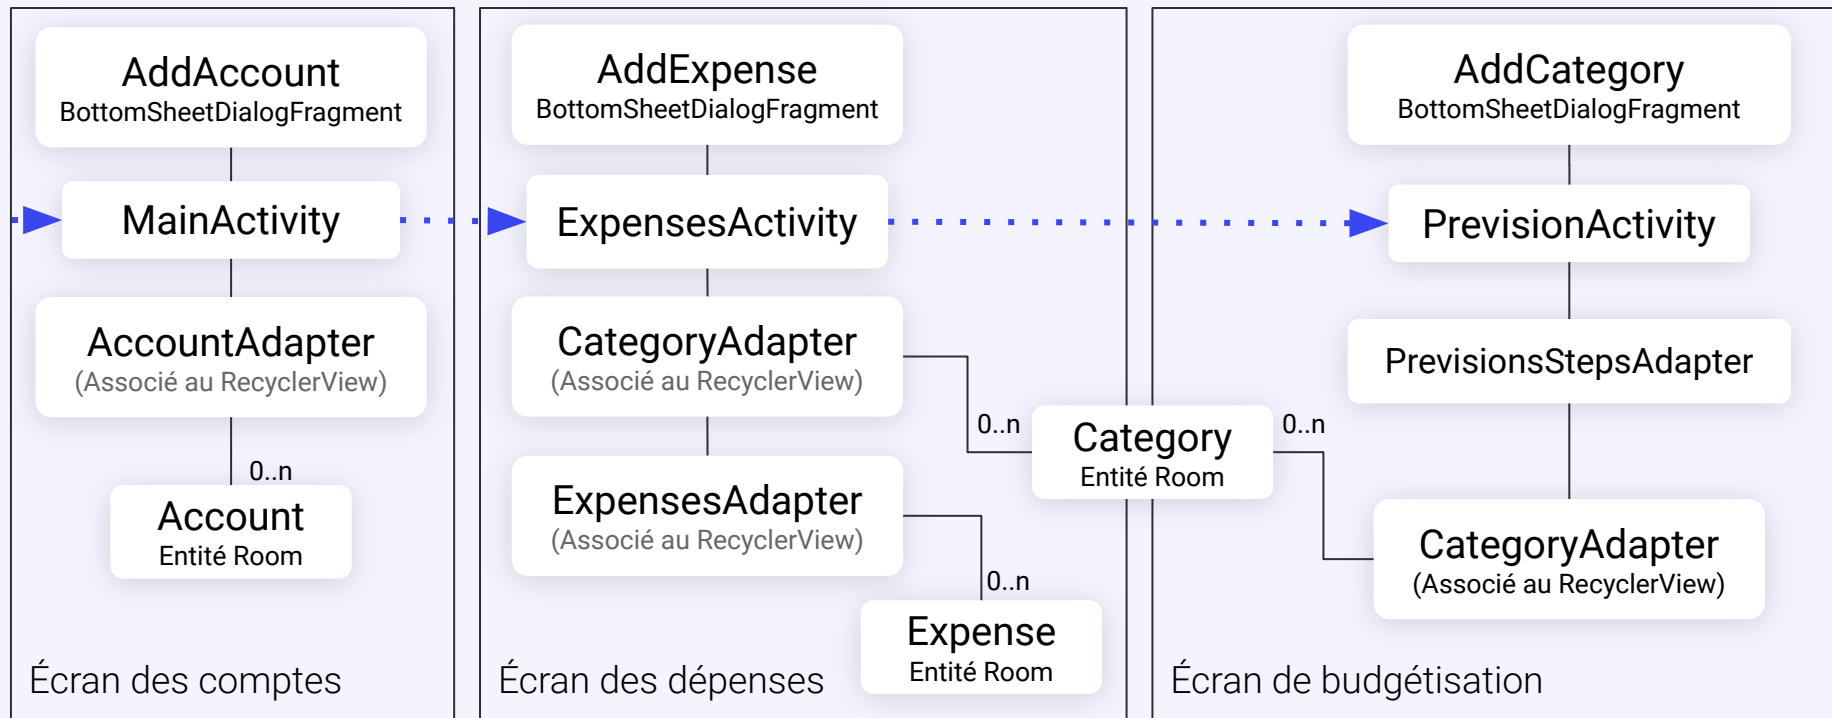 AddAccount
BottomSheetDialogFragment
MainActivity
AccountAdapter
(Associé au RecyclerView)
0..n
Account
Entité Room
Écran des comptes
AddExpense
BottomSheetDialogFragment
ExpensesActivity
CategoryAdapter
(Associé au RecyclerView)
ExpensesAdapter
(Associé au RecyclerView)
0..n
Expense
Entité Room
Écran des dépenses
0..n
Category
Entité Room
0..n
AddCategory
BottomSheetDialogFragment
PrevisionActivity
PrevisionsStepsAdapter
CategoryAdapter
(Associé au RecyclerView)
Écran de budgétisation